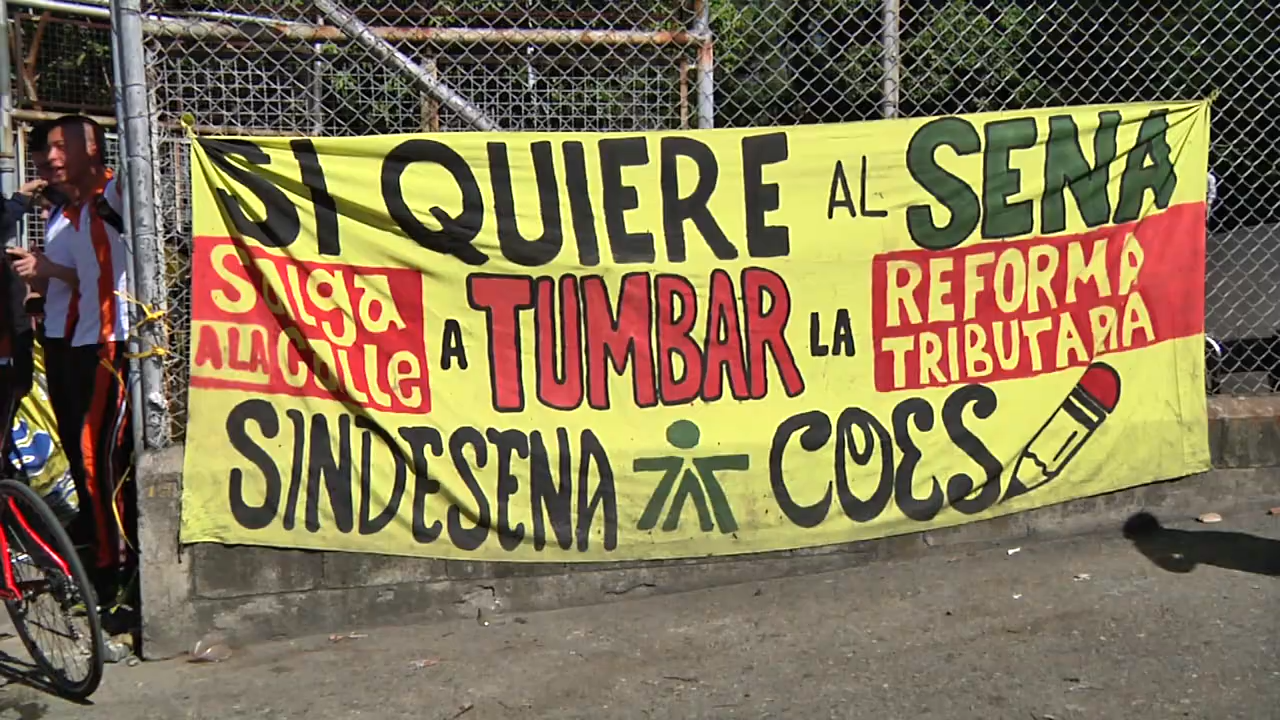 SI QUIERE AL SENA
Salga A LA Calle A TUMBAR LA REFORMA TRIBUTARIA
SINDESENA COES